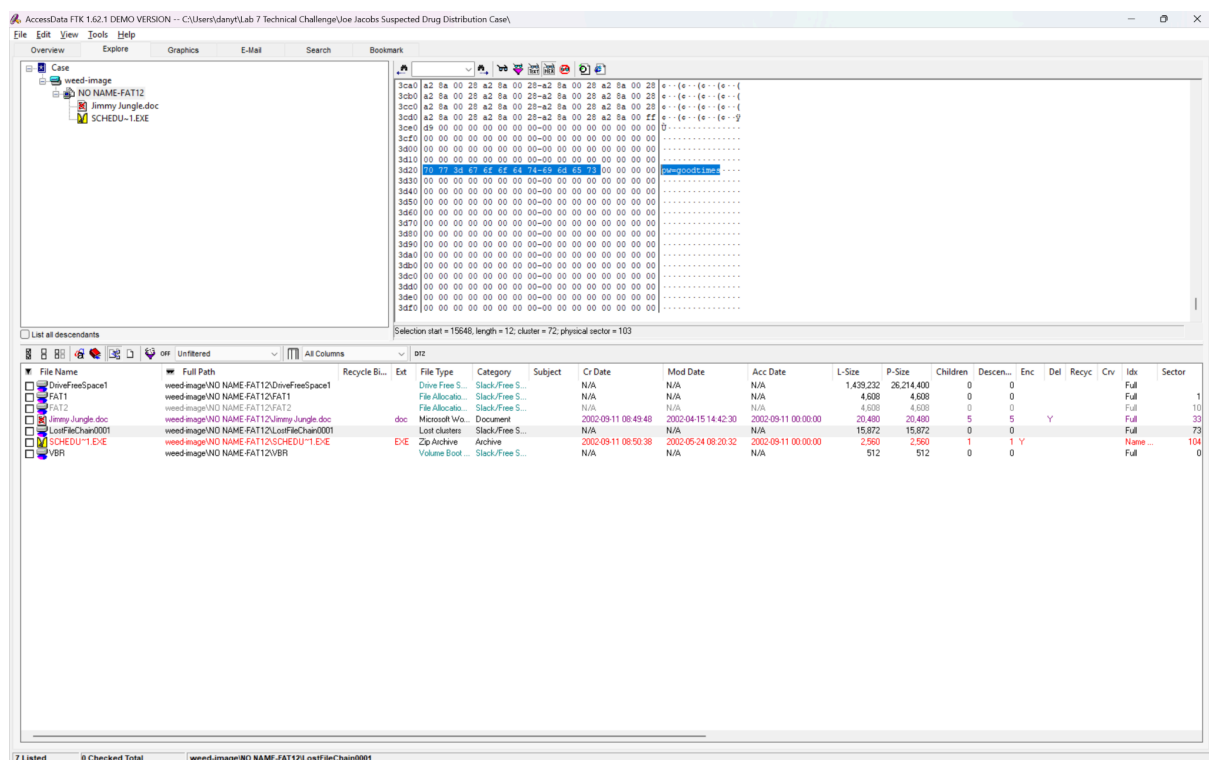 AccessData FTK 1.62.1 DEMO VERSION -- C:\Users\danyt\Lab 7 Technical Challenge\Joe Jacobs Suspected Drug Distribution Case\
File Edit View Tools Help
Overview Explore Graphics E-Mail Search Bookmark
Case
weed-image
NO NAME-FAT12
Jimmy Jungle.doc
SCHEDU~1.EXE
3ca0 a2 8a 00 28 a2 8a 00 28-a2 8a 00 28 a2 8a 00 28 ¢··(¢··(¢··(¢··(
3cb0 a2 8a 00 28 a2 8a 00 28-a2 8a 00 28 a2 8a 00 28 ¢··(¢··(¢··(¢··(
3cc0 a2 8a 00 28 a2 8a 00 28-a2 8a 00 28 a2 8a 00 28 ¢··(¢··(¢··(¢··(
3cd0 a2 8a 00 28 a2 8a 00 28-a2 8a 00 28 a2 8a 00 ff ¢··(¢··(¢··(¢··ÿ
3ce0 d9 00 00 00 00 00 00 00-00 00 00 00 00 00 00 00 Ù···············
3cf0 00 00 00 00 00 00 00 00-00 00 00 00 00 00 00 00 ················
3d00 00 00 00 00 00 00 00 00-00 00 00 00 00 00 00 00 ················
3d10 00 00 00 00 00 00 00 00-00 00 00 00 00 00 00 00 ················
3d20 70 77 3d 67 6f 6f 64 74-69 6d 65 73 00 00 00 00 pw=goodtimes····
3d30 00 00 00 00 00 00 00 00-00 00 00 00 00 00 00 00 ················
3d40 00 00 00 00 00 00 00 00-00 00 00 00 00 00 00 00 ················
3d50 00 00 00 00 00 00 00 00-00 00 00 00 00 00 00 00 ················
3d60 00 00 00 00 00 00 00 00-00 00 00 00 00 00 00 00 ················
3d70 00 00 00 00 00 00 00 00-00 00 00 00 00 00 00 00 ················
3d80 00 00 00 00 00 00 00 00-00 00 00 00 00 00 00 00 ················
3d90 00 00 00 00 00 00 00 00-00 00 00 00 00 00 00 00 ················
3da0 00 00 00 00 00 00 00 00-00 00 00 00 00 00 00 00 ················
3db0 00 00 00 00 00 00 00 00-00 00 00 00 00 00 00 00 ················
3dc0 00 00 00 00 00 00 00 00-00 00 00 00 00 00 00 00 ················
3dd0 00 00 00 00 00 00 00 00-00 00 00 00 00 00 00 00 ················
3de0 00 00 00 00 00 00 00 00-00 00 00 00 00 00 00 00 ················
3df0 00 00 00 00 00 00 00 00-00 00 00 00 00 00 00 00 ················
List all descendants
Selection start = 15648, length = 12; cluster = 72; physical sector = 103
OFF Unfiltered All Columns DTZ
File Name Full Path Recycle Bi... Ext File Type Category Subject Cr Date Mod Date Acc Date L-Size P-Size Children Descen... Enc Del Recyc Crv Idx Sector
DriveFreeSpace1 weed-image\NO NAME-FAT12\DriveFreeSpace1 Drive Free S... Slack/Free S... N/A N/A N/A 1,439,232 26,214,400 0 0 Full
FAT1 weed-image\NO NAME-FAT12\FAT1 File Allocatio... Slack/Free S... N/A N/A N/A 4,608 4,608 0 0 Full 1
FAT2 weed-image\NO NAME-FAT12\FAT2 File Allocatio... Slack/Free S... N/A N/A N/A 4,608 4,608 0 0 Full 10
Jimmy Jungle.doc weed-image\NO NAME-FAT12\Jimmy Jungle.doc doc Microsoft Wo... Document 2002-09-11 08:49:48 2002-04-15 14:42:30 2002-09-11 00:00:00 20,480 20,480 5 5 Y Full 33
LostFileChain0001 weed-image\NO NAME-FAT12\LostFileChain0001 Lost clusters Slack/Free S... N/A N/A N/A 15,872 15,872 0 0 Full 73
SCHEDU~1.EXE weed-image\NO NAME-FAT12\SCHEDU~1.EXE EXE Zip Archive Archive 2002-09-11 08:50:38 2002-05-24 08:20:32 2002-09-11 00:00:00 2,560 2,560 1 1 Y Name ... 104
VBR weed-image\NO NAME-FAT12\VBR Volume Boot ... Slack/Free S... N/A N/A N/A 512 512 0 0 Full 0
7 Listed 0 Checked Total weed-image\NO NAME-FAT12\LostFileChain0001